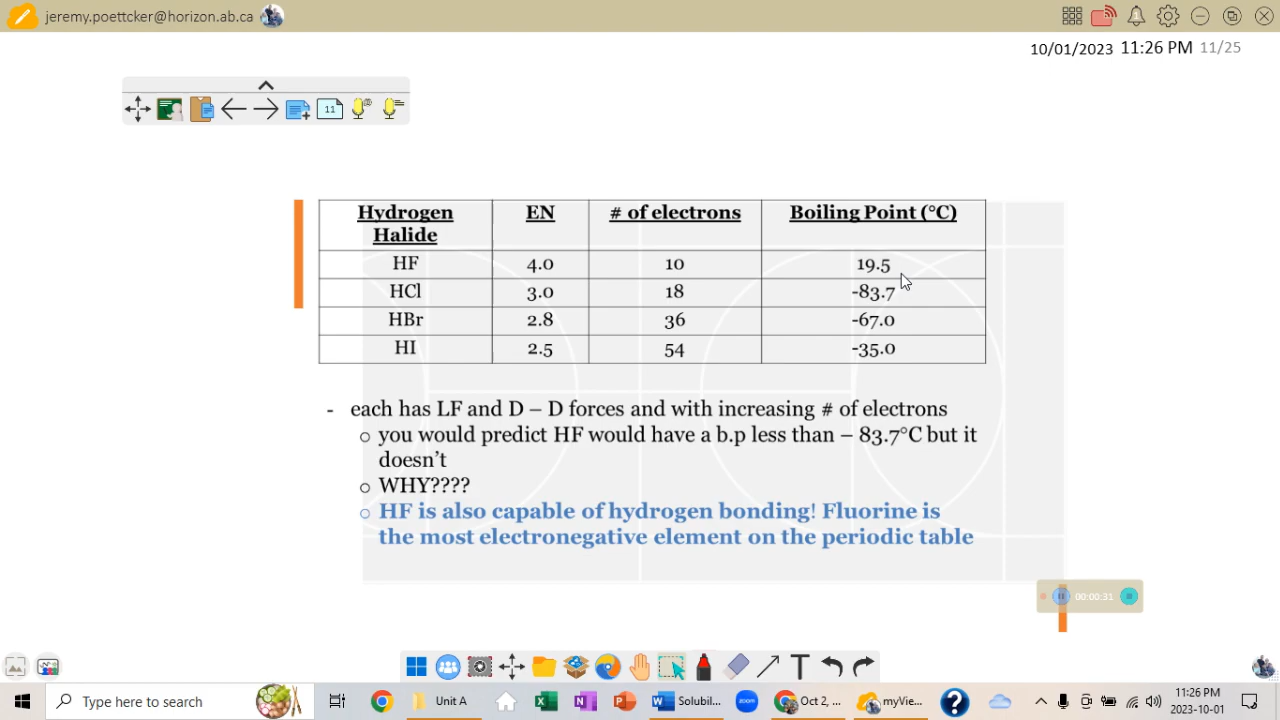 jeremy.poettcker@horizon.ab.ca
10/01/2023 11:26 PM 11/25
11
Hydrogen Halide EN # of electrons Boiling Point (°C)
HF 4.0 10 19.5
HCl 3.0 18 -83.7
HBr 2.8 36 -67.0
HI 2.5 54 -35.0
- each has LF and D – D forces and with increasing # of electrons
o you would predict HF would have a b.p less than – 83.7°C but it
doesn't
o WHY????
o HF is also capable of hydrogen bonding! Fluorine is
the most electronegative element on the periodic table
00:00:31
Type here to search
Unit A
Solubil...
Oct 2, ...
myVie...
11:26 PM
2023-10-01